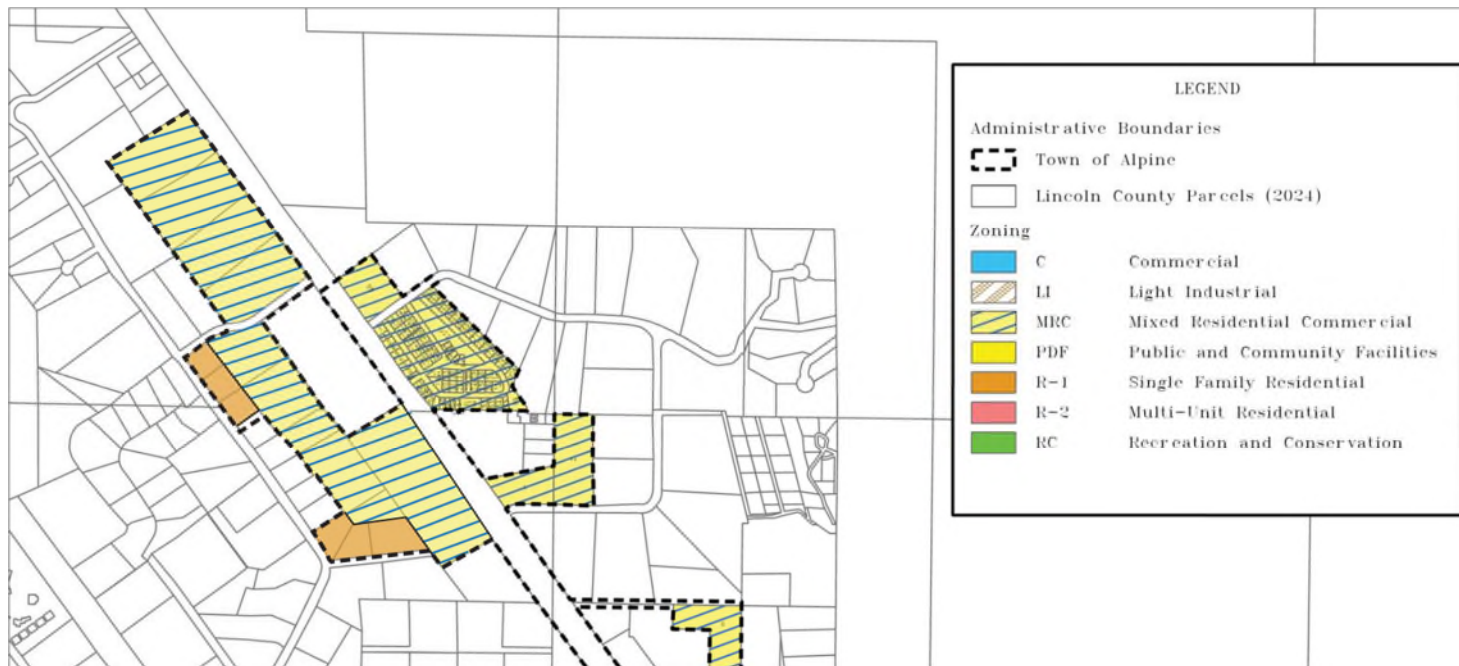 LEGEND
Administrative Boundaries
Town of Alpine
Lincoln County Parcels (2024)
Zoning
C Commercial
LI Light Industrial
MRC Mixed Residential Commercial
PDF Public and Community Facilities
R-1 Single Family Residential
R-2 Multi-Unit Residential
RC Recreation and Conservation